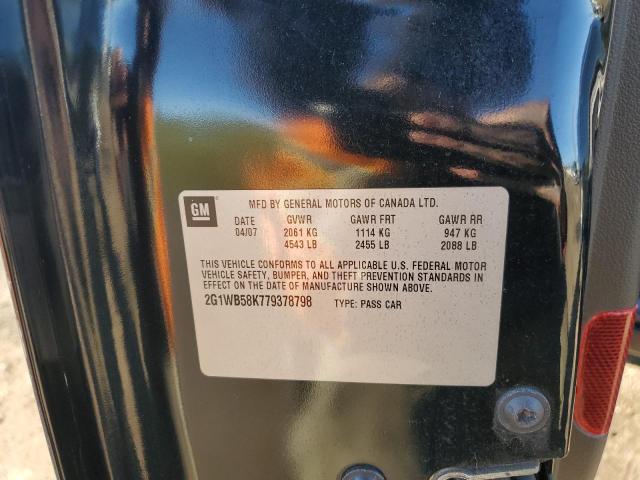 GM
MFD BY GENERAL MOTORS OF CANADA LTD.
DATE GVWR GAWR FRT GAWR RR
04/07 2061 KG 1114 KG 947 KG
4543 LB 2455 LB 2088 LB
THIS VEHICLE CONFORMS TO ALL APPLICABLE U.S. FEDERAL MOTOR
VEHICLE SAFETY, BUMPER, AND THEFT PREVENTION STANDARDS IN
EFFECT ON THE DATE OF MANUFACTURE SHOWN ABOVE.
2G1WB58K779378798 TYPE: PASS CAR